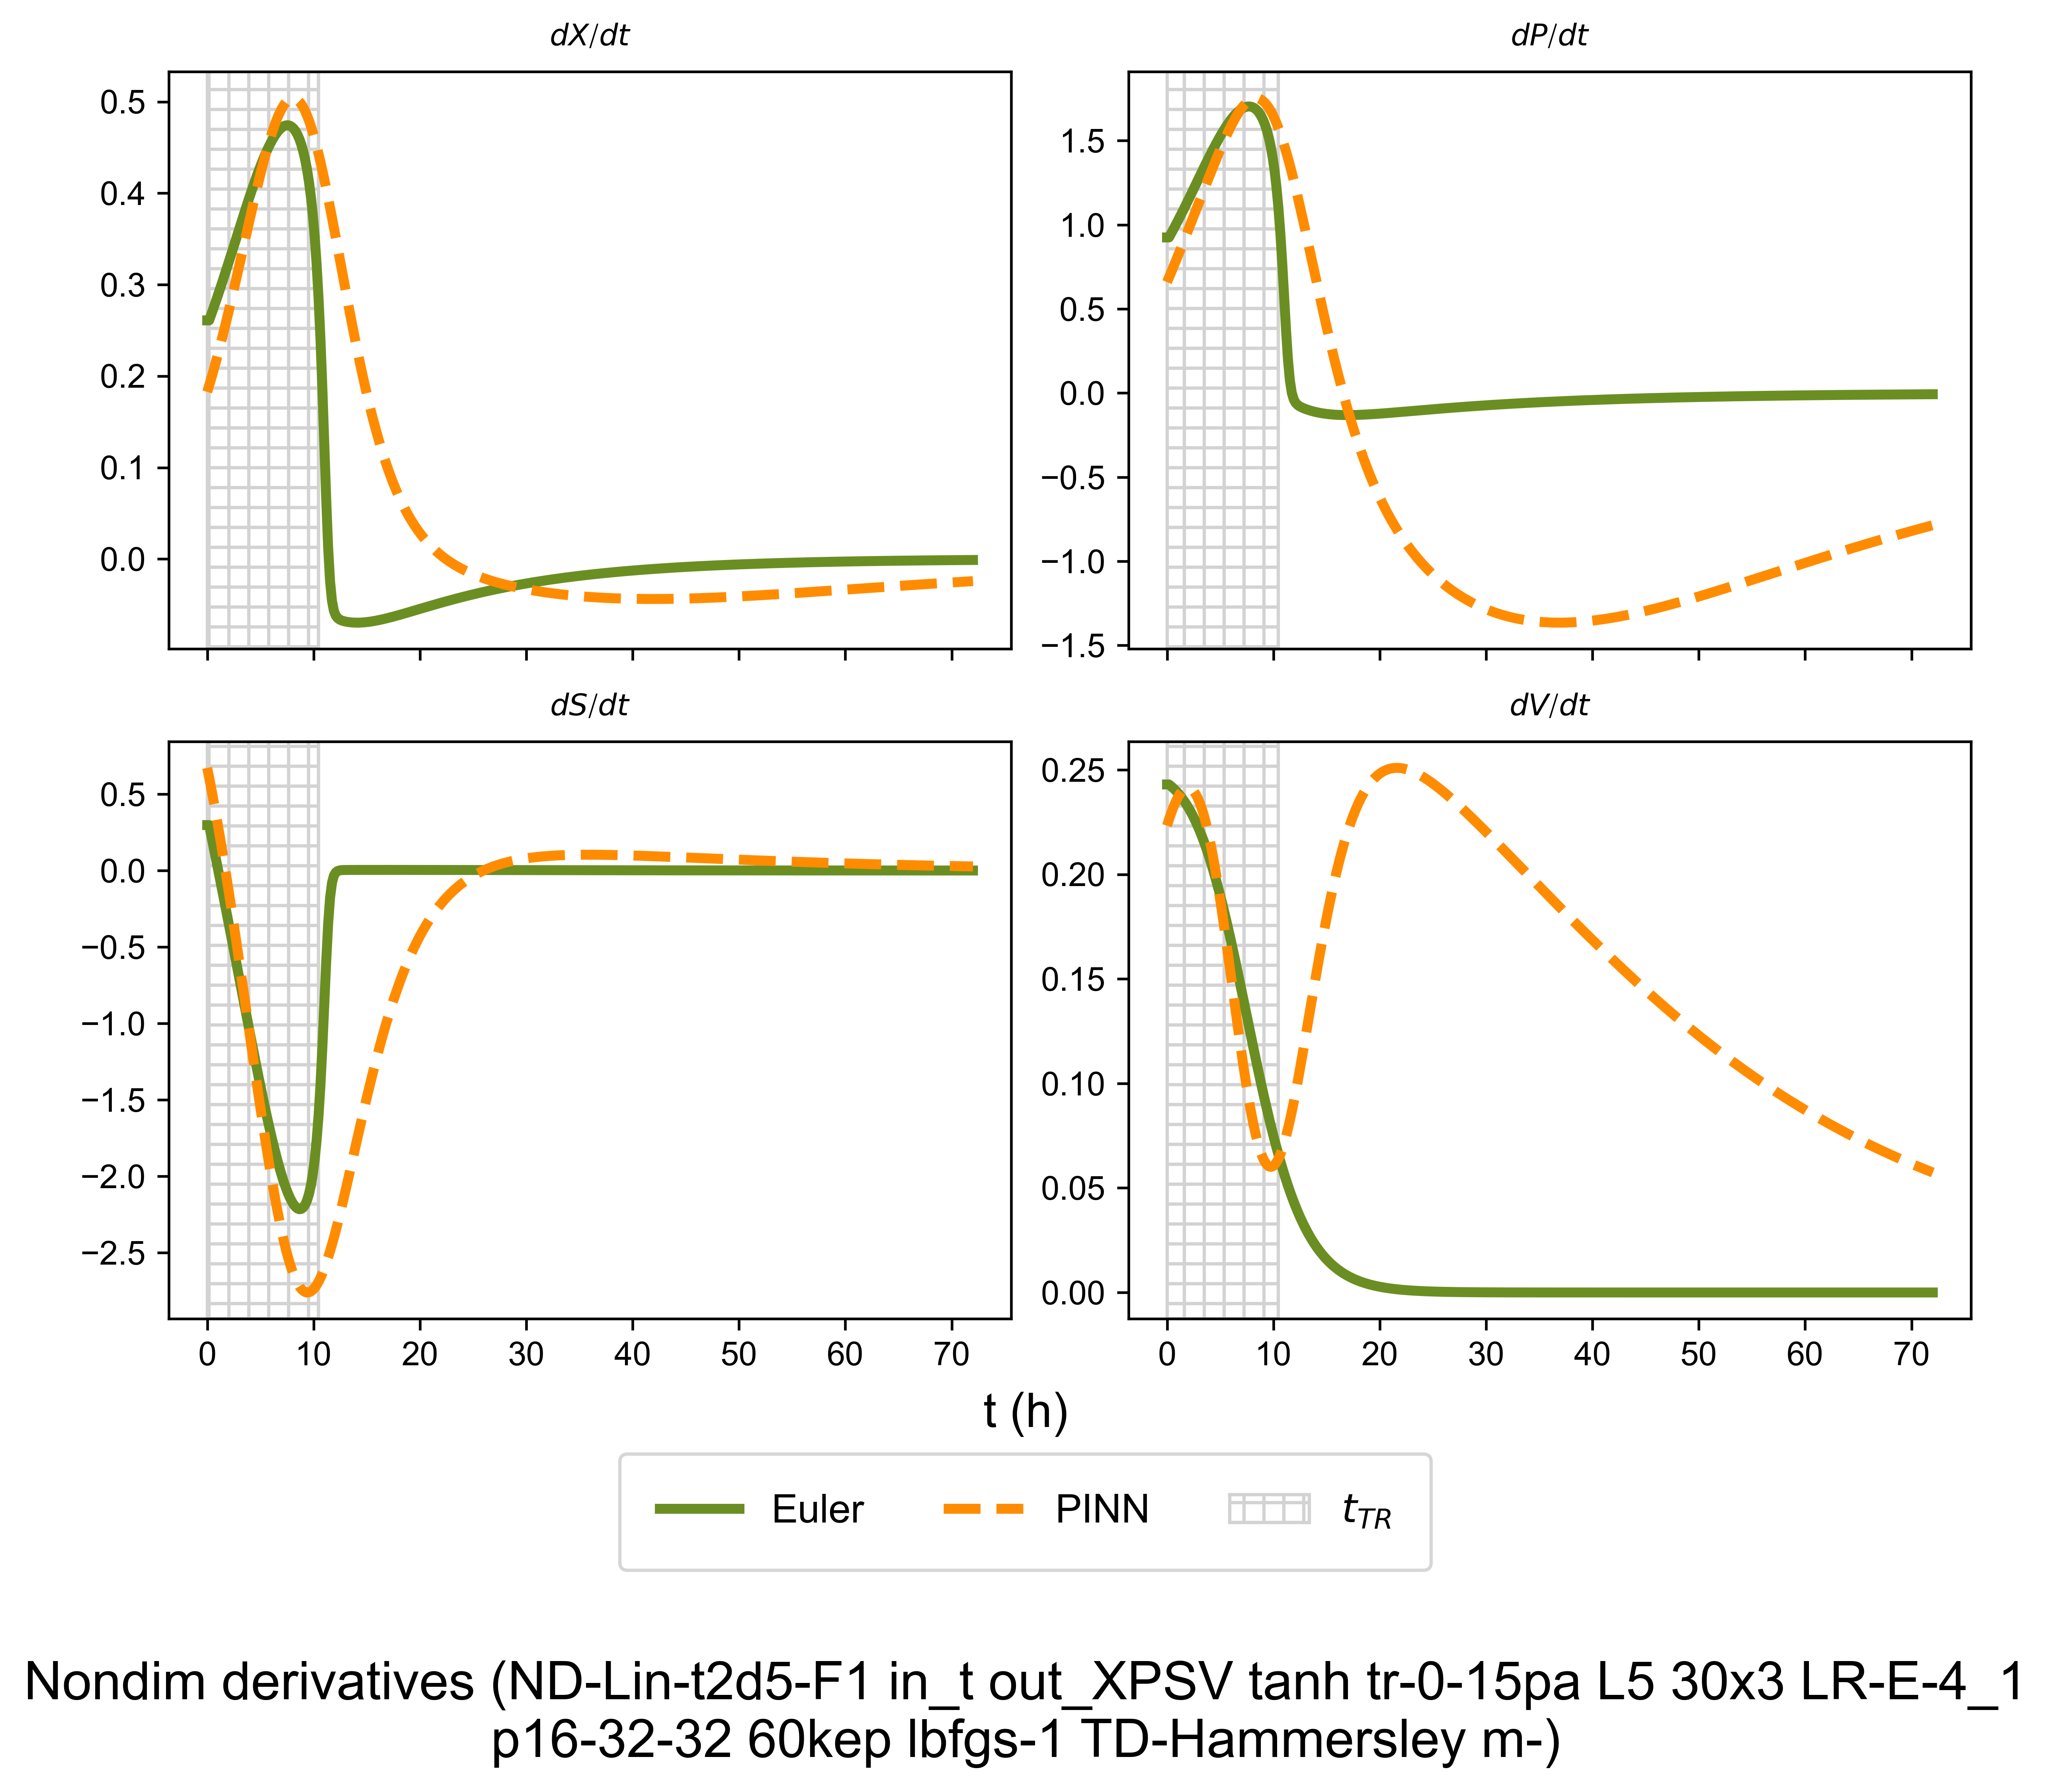 dX/dt
dP/dt
0.5
0.4
0.3
0.2
0.1
0.0
1.5
1.0
0.5
0.0
−0.5
−1.0
−1.5
dS/dt
dV/dt
0.5
0.0
−0.5
−1.0
−1.5
−2.0
−2.5
0.25
0.20
0.15
0.10
0.05
0.00
0 10 20 30 40 50 60 70
0 10 20 30 40 50 60 70
t (h)
Euler PINN t_TR
Nondim derivatives (ND-Lin-t2d5-F1 in_t out_XPSV tanh tr-0-15pa L5 30x3 LR-E-4_1
p16-32-32 60kep lbfgs-1 TD-Hammersley m-)